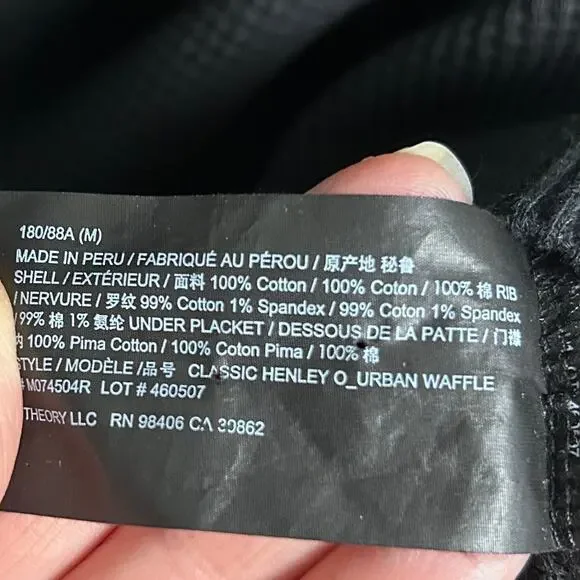 180/88A (M)
MADE IN PERU / FABRIQUÉ AU PÉROU / 原产地 秘鲁
SHELL / EXTÉRIEUR / 面料 100% Cotton / 100% Coton / 100% 棉 RIB
/ NERVURE / 罗纹 99% Cotton 1% Spandex / 99% Coton 1% Spandex
/ 99% 棉 1% 氨纶 UNDER PLACKET / DESSOUS DE LA PATTE / 门襟
内 100% Pima Cotton / 100% Coton Pima / 100% 棉
STYLE / MODÈLE / 品号 CLASSIC HENLEY O_URBAN WAFFLE
# M074504R LOT # 460507
THEORY LLC RN 98406 CA 30862